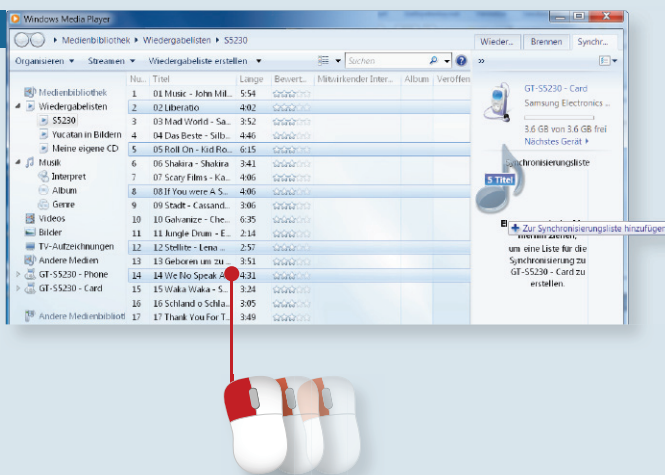 Windows Media Player
Medienbibliothek Wiedergabelisten S5230
Wieder... Brennen Synchr...
Organisieren Streamen Wiedergabeliste erstellen Suchen
Nu... Titel Länge Bewert... Mitwirkender Inter... Album Veröffen
Medienbibliothek
Wiedergabelisten
S5230
Yucatan in Bildern
Meine eigene CD
Musik
Interpret
Album
Genre
Videos
Bilder
TV-Aufzeichnungen
Andere Medien
GT-S5230 - Phone
GT-S5230 - Card
Andere Medienbibliotl
1 01 Music - John Mil... 5:54
2 02 Liberatio 4:02
3 03 Mad World - Sa... 3:52
4 04 Das Beste - Silb... 4:46
5 05 Roll On - Kid Ro... 6:15
6 06 Shakira - Shakira 3:41
7 07 Scary Films - Ka... 4:06
8 08 If You were A S... 4:06
9 09 Stadt - Cassand... 3:06
10 10 Galvanize - Che... 6:35
11 11 Jungle Drum - E... 2:14
12 12 Stellite - Lena ... 2:57
13 13 Geboren um zu ... 3:51
14 14 We No Speak A 4:31
15 15 Waka Waka - S... 3:24
16 16 Schland o Schla... 3:05
17 17 Thank You For T... 3:49
GT-S5230 - Card
Samsung Electronics ...
3.6 GB von 3.6 GB frei
Nächstes Gerät
Synchronisierungsliste
5 Titel
Zur Synchronisierungsliste hinzufügen
hierhin ziehen,
um eine Liste für die
Synchronisierung zu
GT-S5230 - Card zu
erstellen.